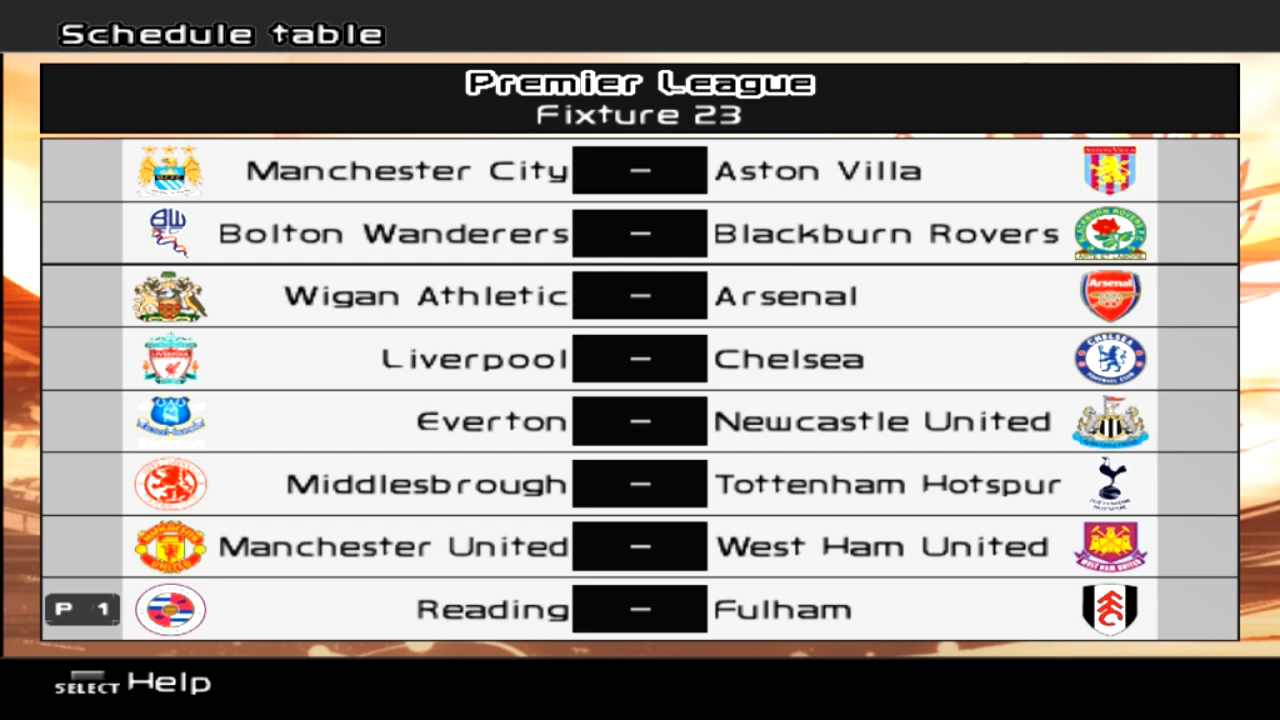 Schedule table
Premier League
Fixture 23
Manchester City – Aston Villa
Bolton Wanderers – Blackburn Rovers
Wigan Athletic – Arsenal
Liverpool – Chelsea
Everton – Newcastle United
Middlesbrough – Tottenham Hotspur
Manchester United – West Ham United
P 1 Reading – Fulham
SELECT Help